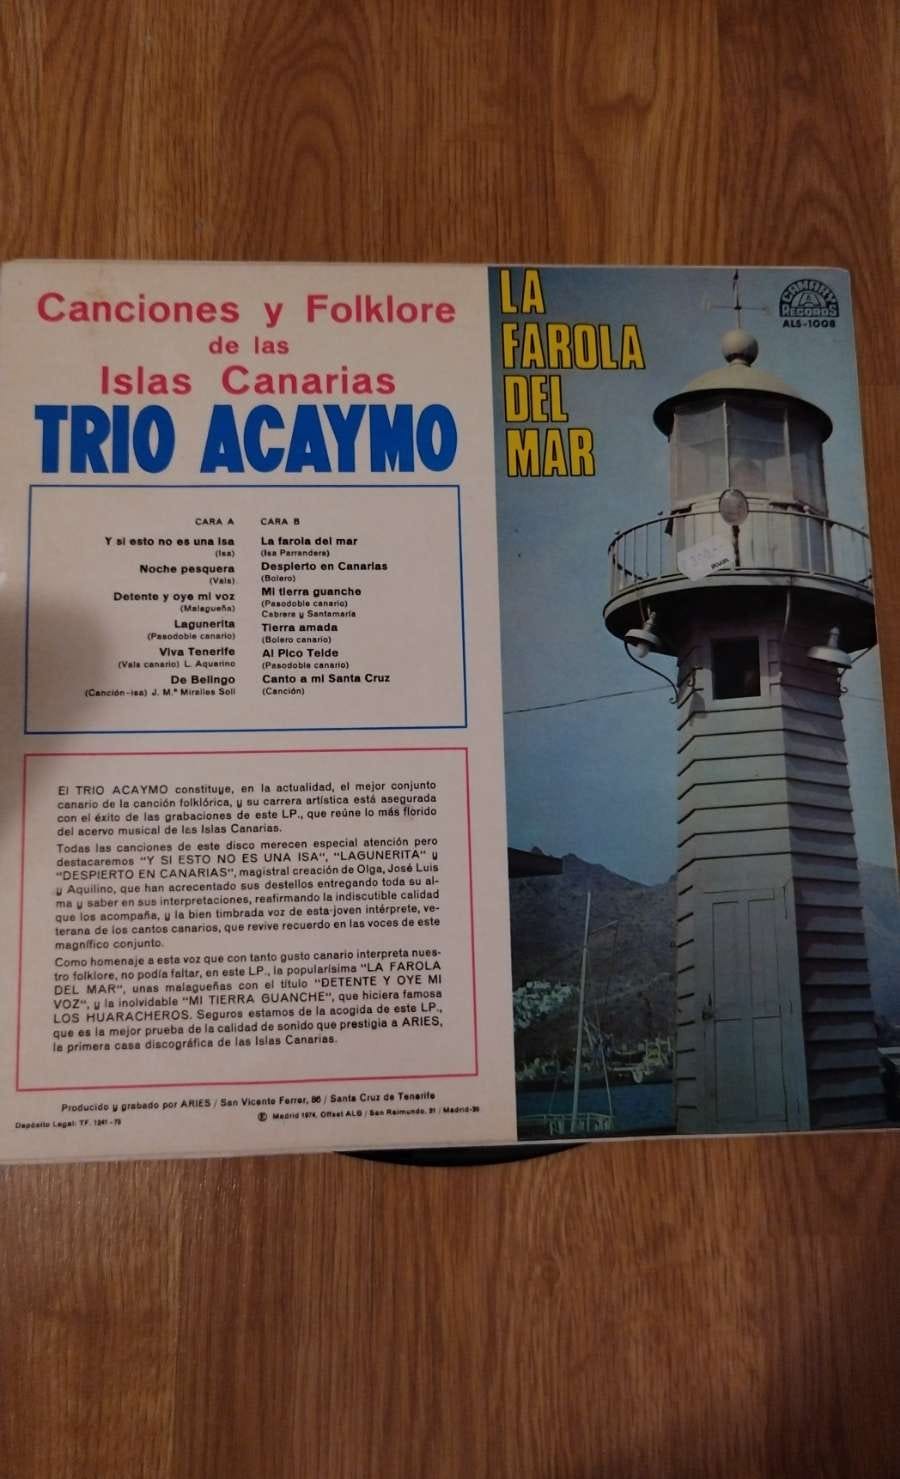 Canciones y Folklore
de las
Islas Canarias
TRIO ACAYMO
CARA A
Y si esto no es una Isa
(Isa)
Noche pesquera
(Vals)
Detente y oye mi voz
(Malagueña)
Lagunerita
(Pasodoble canario)
Viva Tenerife
(Vals canario) L. Aquarino
De Belingo
(Canción-isa) J. M.ª Miralles Soli
CARA B
La farola del mar
(Isa Parrandera)
Despierto en Canarias
(Bolero)
Mi tierra guanche
(Pasodoble canario)
Cabrera y Santamaría
Tierra amada
(Bolero canario)
Al Pico Teide
(Pasodoble canario)
Canto a mi Santa Cruz
(Canción)
El TRIO ACAYMO constituye, en la actualidad, el mejor conjunto
canario de la canción folklórica, y su carrera artística está asegurada
con el éxito de las grabaciones de este LP., que reúne lo más florido
del acervo musical de las Islas Canarias.
Todas las canciones de este disco merecen especial atención pero
destacaremos "Y SI ESTO NO ES UNA ISA", "LAGUNERITA" y
"DESPIERTO EN CANARIAS", magistral creación de Olga, José Luis
y Aquilino, que han acrecentado sus destellos entregando toda su al-
ma y saber en sus interpretaciones, reafirmando la indiscutible calidad
que los acompaña, y la bien timbrada voz de esta joven intérprete, ve-
terana de los cantos canarios, que revive recuerdo en las voces de este
magnífico conjunto.
Como homenaje a esta voz que con tanto gusto canario interpreta nues-
tro folklore, no podía faltar, en este LP., la popularísima "LA FAROLA
DEL MAR", unas malagueñas con el título "DETENTE Y OYE MI
VOZ", y la inolvidable "MI TIERRA GUANCHE", que hiciera famosa
LOS HUARACHEROS. Seguros estamos de la acogida de este LP.,
que es la mejor prueba de la calidad de sonido que prestigia a ARIES,
la primera casa discográfica de las Islas Canarias.
Producido y grabado por ARIES / San Vicente Ferrer, 86 / Santa Cruz de Tenerife
Ⓟ Madrid 1974, Offset ALG / San Raimundo, 21 / Madrid-20
Depósito Legal: TF. 1241-73
LA
FAROLA
DEL
MAR
CANARY
RECORDS
ALS-1008